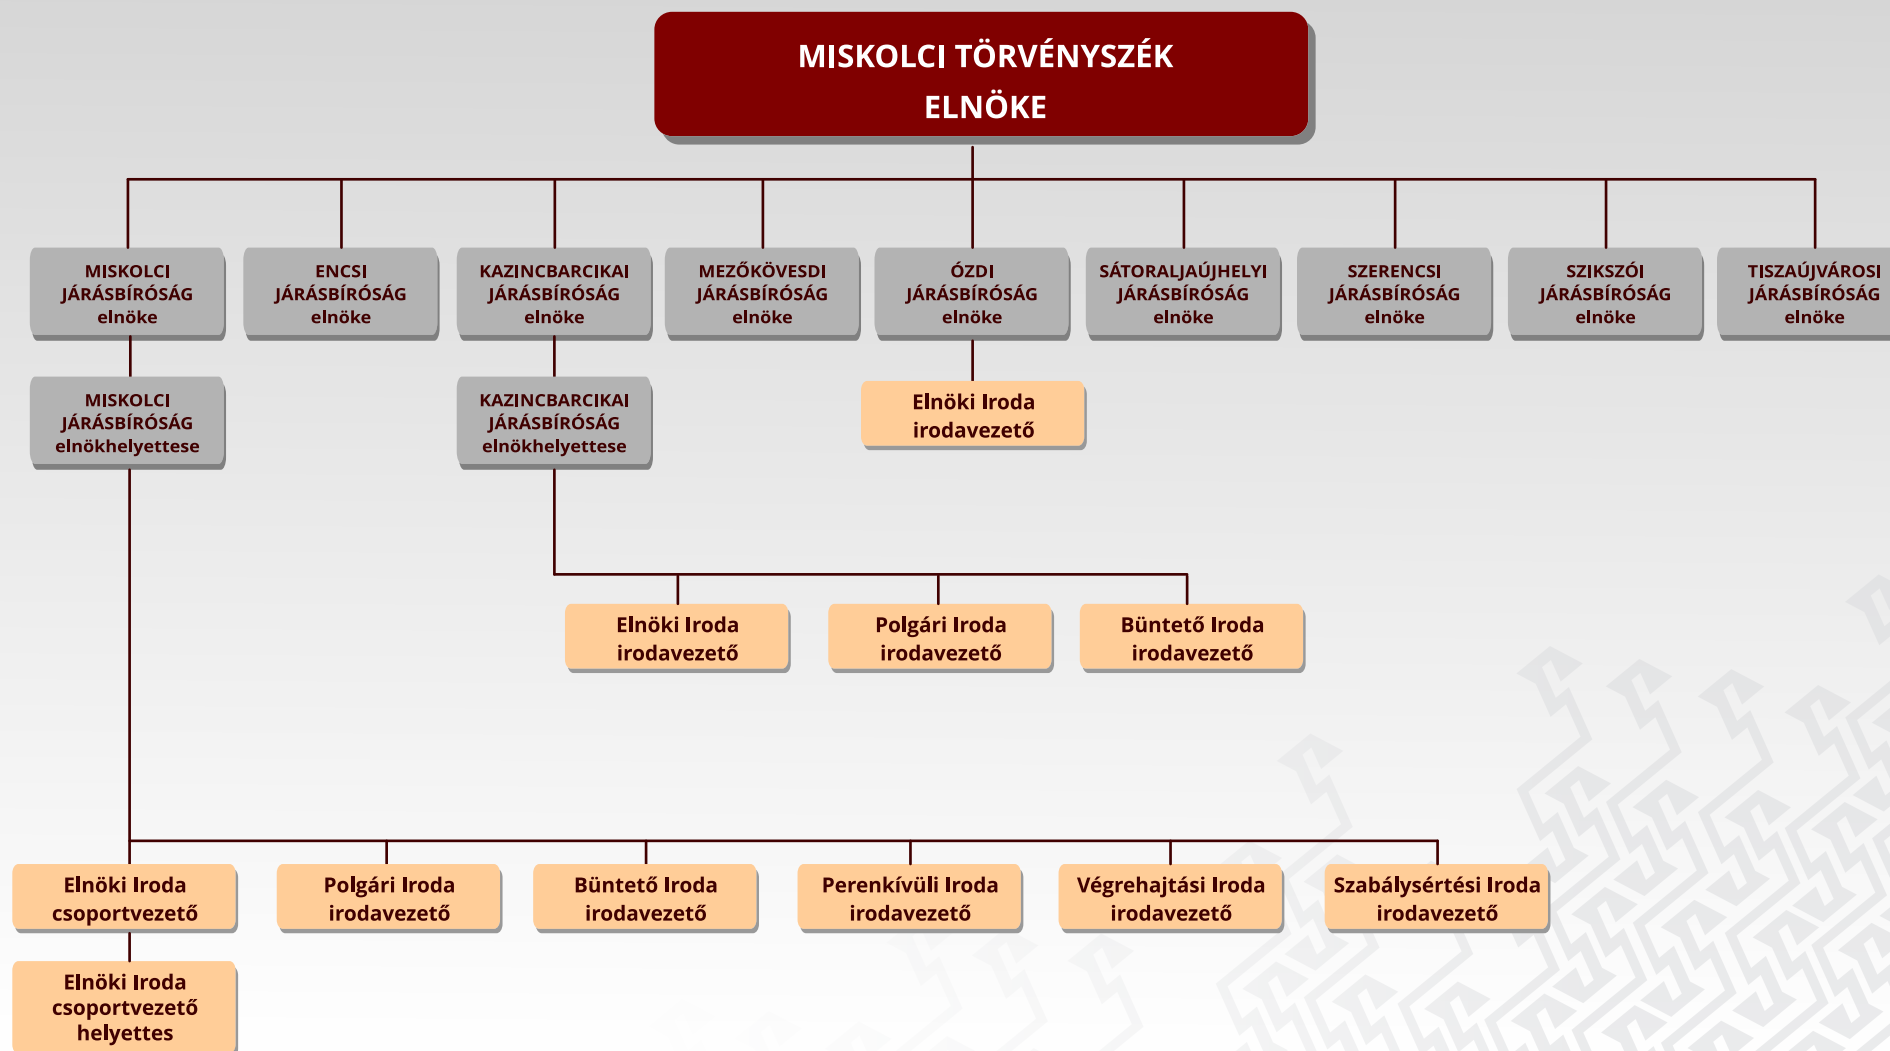 MISKOLCI TÖRVÉNYSZÉK
ELNÖKE
MISKOLCI
JÁRÁSBÍRÓSÁG
elnöke
ENCSI
JÁRÁSBÍRÓSÁG
elnöke
KAZINCBARCIKAI
JÁRÁSBÍRÓSÁG
elnöke
MEZŐKÖVESDI
JÁRÁSBÍRÓSÁG
elnöke
ÓZDI
JÁRÁSBÍRÓSÁG
elnöke
SÁTORALJAÚJHELYI
JÁRÁSBÍRÓSÁG
elnöke
SZERENCSI
JÁRÁSBÍRÓSÁG
elnöke
SZIKSZÓI
JÁRÁSBÍRÓSÁG
elnöke
TISZAÚJVÁROSI
JÁRÁSBÍRÓSÁG
elnöke
MISKOLCI
JÁRÁSBÍRÓSÁG
elnökhelyettese
KAZINCBARCIKAI
JÁRÁSBÍRÓSÁG
elnökhelyettese
Elnöki Iroda
irodavezető
Elnöki Iroda
irodavezető
Polgári Iroda
irodavezető
Büntető Iroda
irodavezető
Elnöki Iroda
csoportvezető
Polgári Iroda
irodavezető
Büntető Iroda
irodavezető
Perenkívüli Iroda
irodavezető
Végrehajtási Iroda
irodavezető
Szabálysértési Iroda
irodavezető
Elnöki Iroda
csoportvezető
helyettes